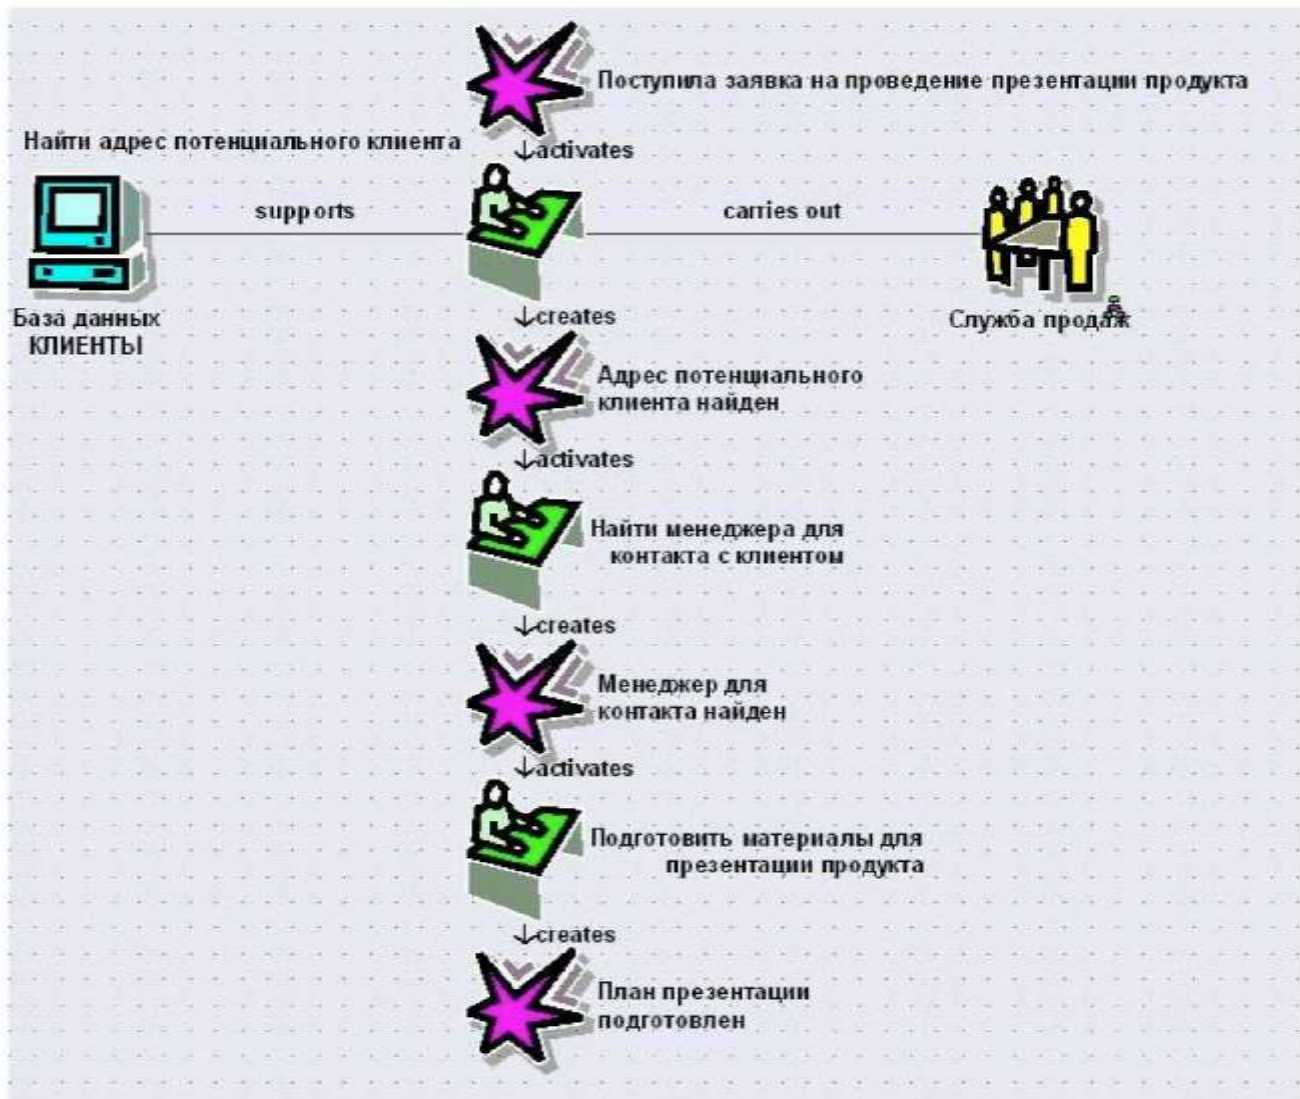 Поступила заявка на проведение презентации продукта
Найти адрес потенциального клиента
activates
supports
carries out
База данных
КЛИЕНТЫ
creates
Служба продаж
Адрес потенциального
клиента найден
activates
Найти менеджера для
контакта с клиентом
creates
Менеджер для
контакта найден
activates
Подготовить материалы для
презентации продукта
creates
План презентации
подготовлен